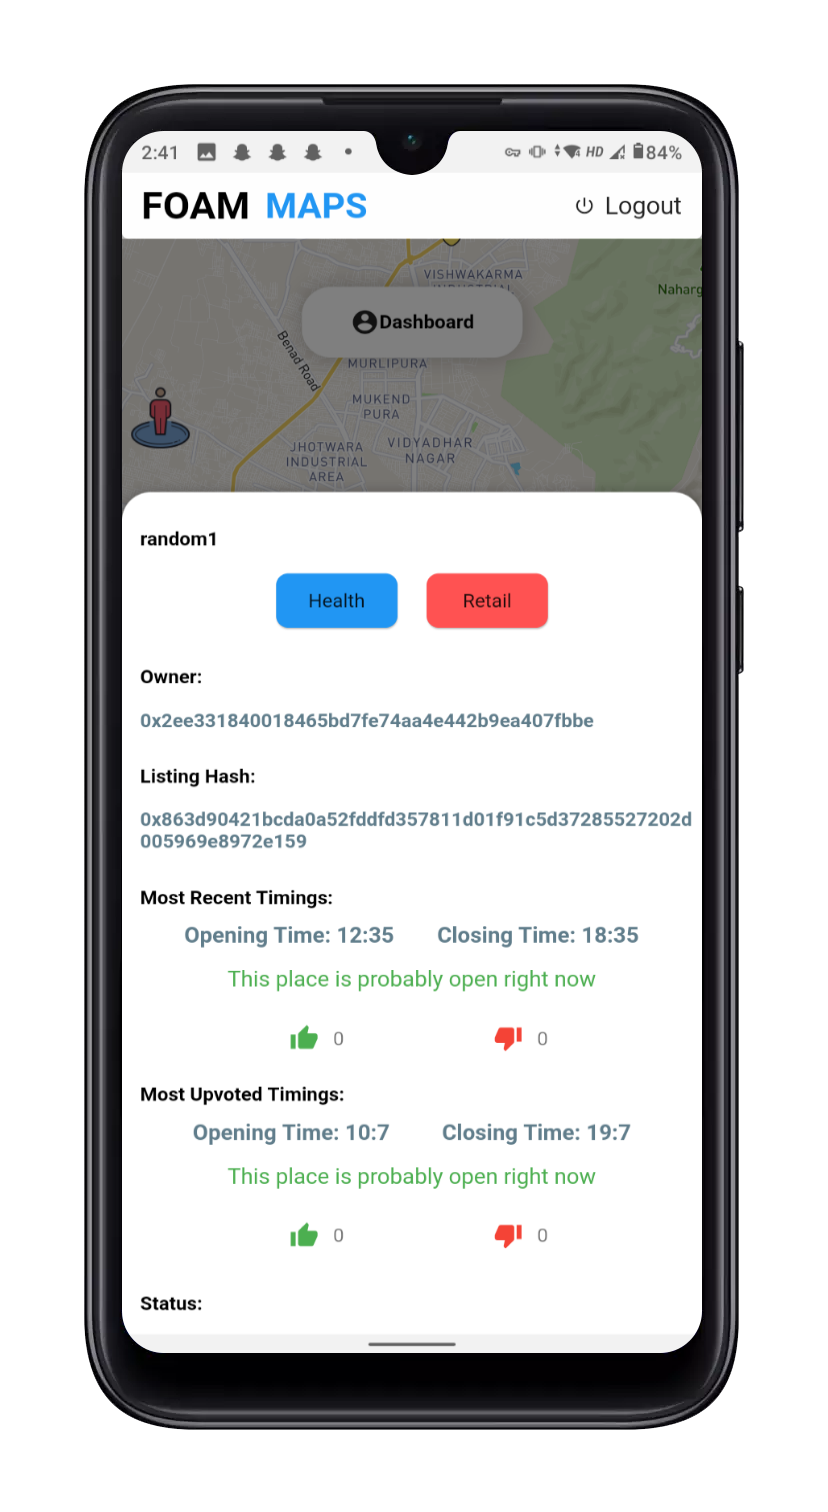 2:41 HD 84%
FOAM MAPS Logout
VISHWAKARMA
Naharg
Dashboard
Benad Road
MURLIPURA
MUKEND
PURA
JHOTWARA
INDUSTRIAL
AREA
VIDYADHAR
NAGAR
random1
Health Retail
Owner:
0x2ee331840018465bd7fe74aa4e442b9ea407fbbe
Listing Hash:
0x863d90421bcda0a52fddfd357811d01f91c5d37285527202d
005969e8972e159
Most Recent Timings:
Opening Time: 12:35 Closing Time: 18:35
This place is probably open right now
0 0
Most Upvoted Timings:
Opening Time: 10:7 Closing Time: 19:7
This place is probably open right now
0 0
Status: